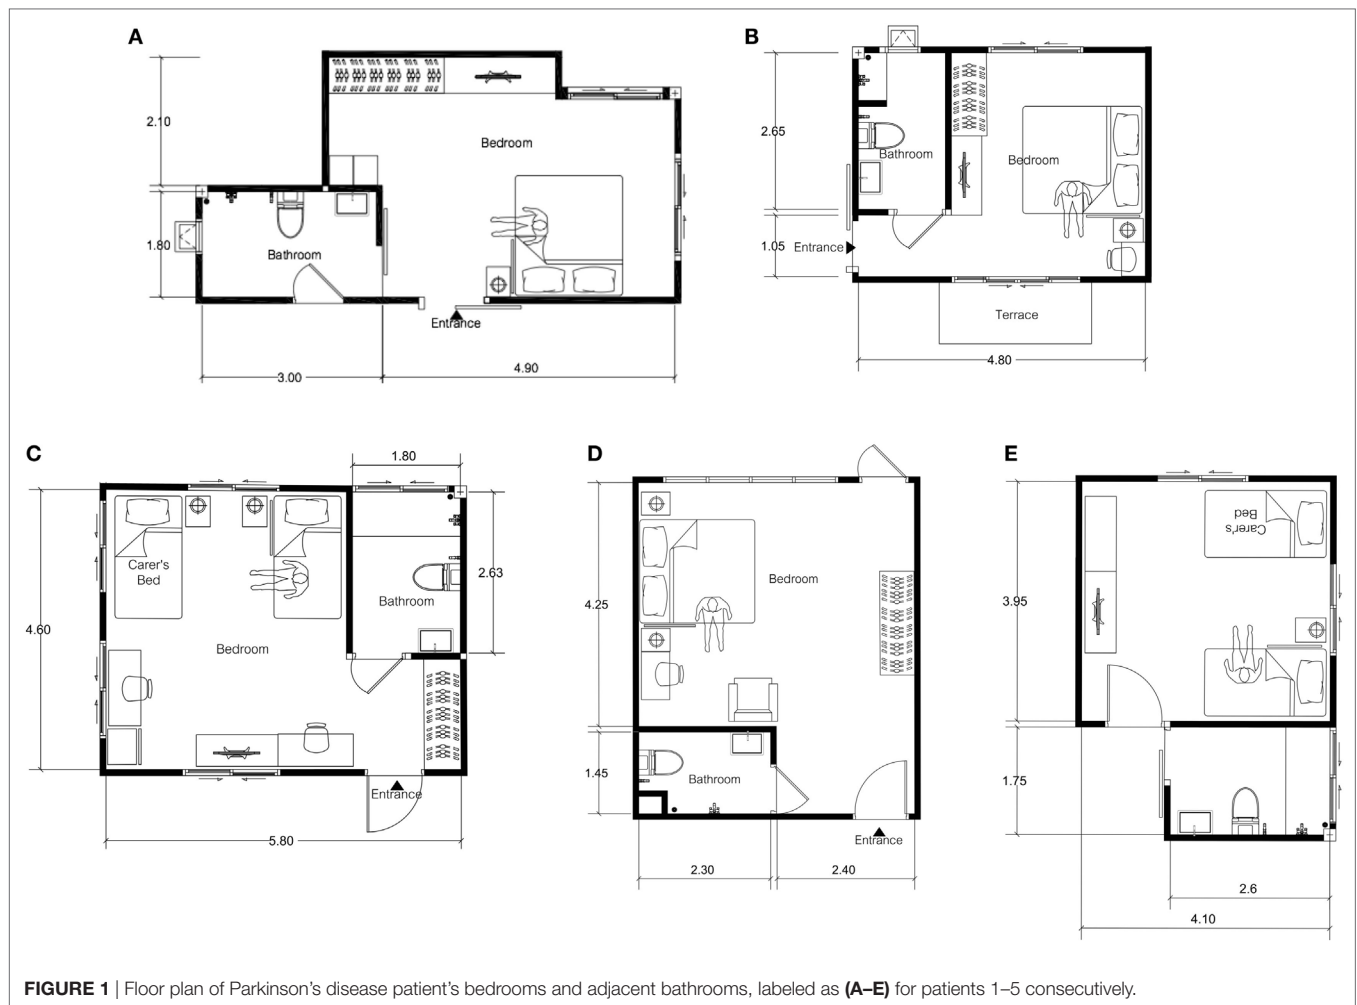 A
2.10
Bedroom
1.80
Bathroom
Entrance
3.00
4.90
B
2.65
Bathroom
Bedroom
1.05
Entrance
Terrace
4.80
C
1.80
Carer's
Bed
2.63
Bathroom
4.60
Bedroom
Entrance
5.80
D
Bedroom
4.25
1.45
Bathroom
Entrance
2.30
2.40
E
Carer's
Bed
3.95
1.75
2.6
4.10
FIGURE 1 | Floor plan of Parkinson's disease patient's bedrooms and adjacent bathrooms, labeled as (A–E) for patients 1–5 consecutively.